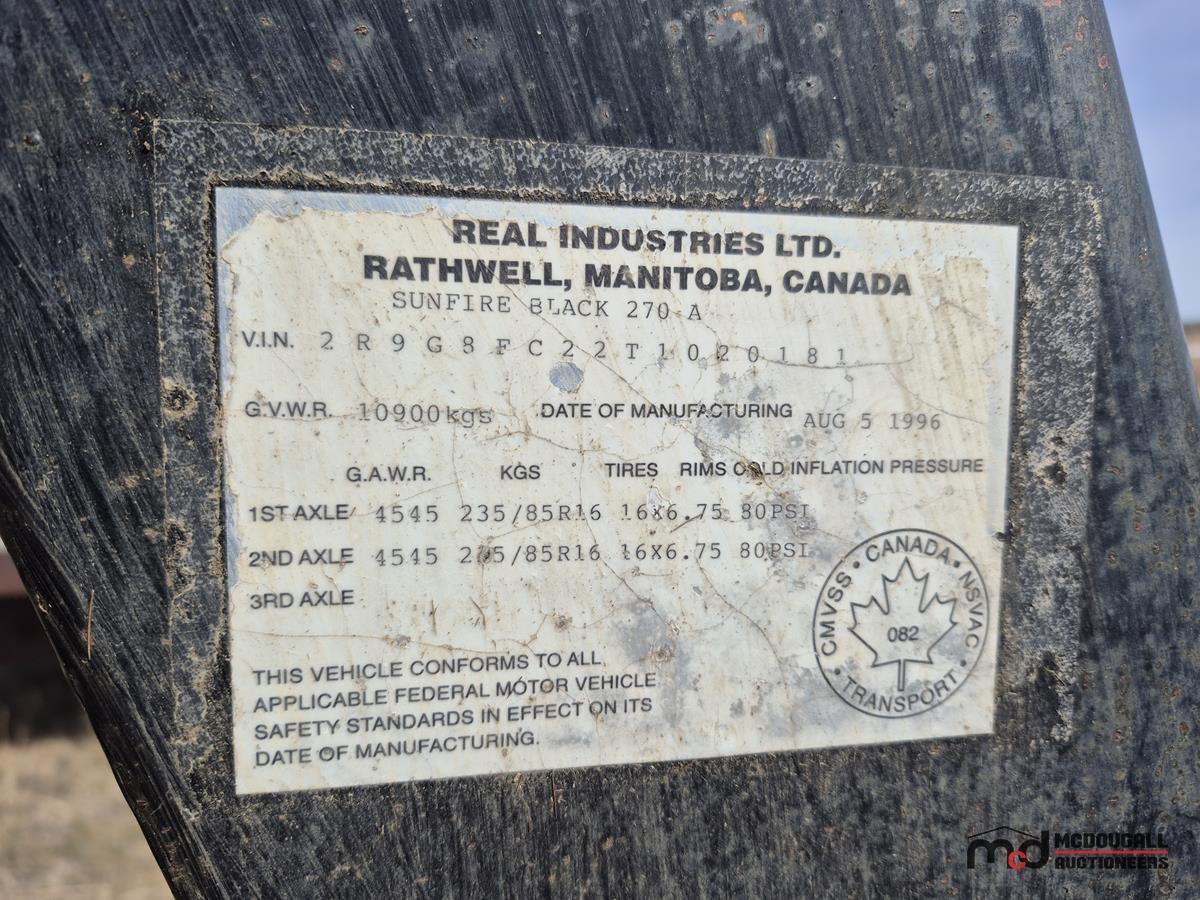 REAL INDUSTRIES LTD.
RATHWELL, MANITOBA, CANADA
SUNFIRE BLACK 270 A
V.I.N. 2R9G8FC22T1020181
G.V.W.R. 10900kgs DATE OF MANUFACTURING AUG 5 1996
G.A.W.R. KGS TIRES RIMS COLD INFLATION PRESSURE
1ST AXLE 4545 235/85R16 16X6.75 80PSI
2ND AXLE 4545 235/85R16 16X6.75 80PSI
3RD AXLE
THIS VEHICLE CONFORMS TO ALL
APPLICABLE FEDERAL MOTOR VEHICLE
SAFETY STANDARDS IN EFFECT ON ITS
DATE OF MANUFACTURING.
CMVSS • CANADA • NSVAC • TRANSPORT •
082
mcd MCDOUGALL
AUCTIONEERS